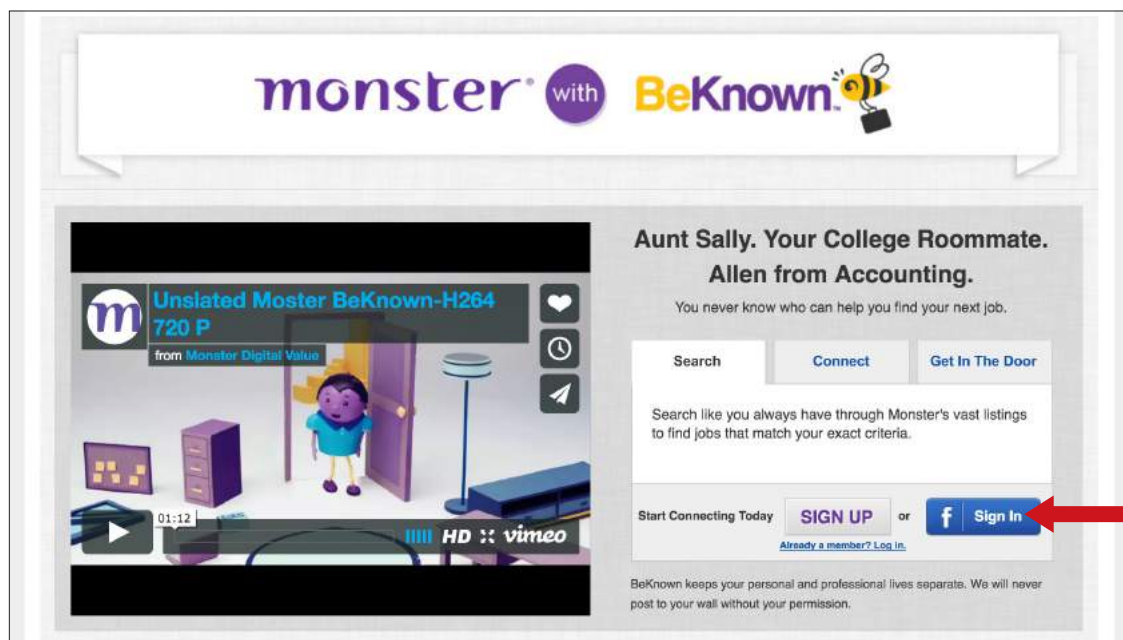 monster® with BeKnown™
Aunt Sally. Your College Roommate.
Allen from Accounting.
You never know who can help you find your next job.
m
Unslated Moster BeKnown-H264
720 P
from Monster Digital Value
01:12
HD vimeo
Search Connect Get In The Door
Search like you always have through Monster's vast listings
to find jobs that match your exact criteria.
Start Connecting Today SIGN UP or f Sign In
Already a member? Log in.
BeKnown keeps your personal and professional lives separate. We will never
post to your wall without your permission.